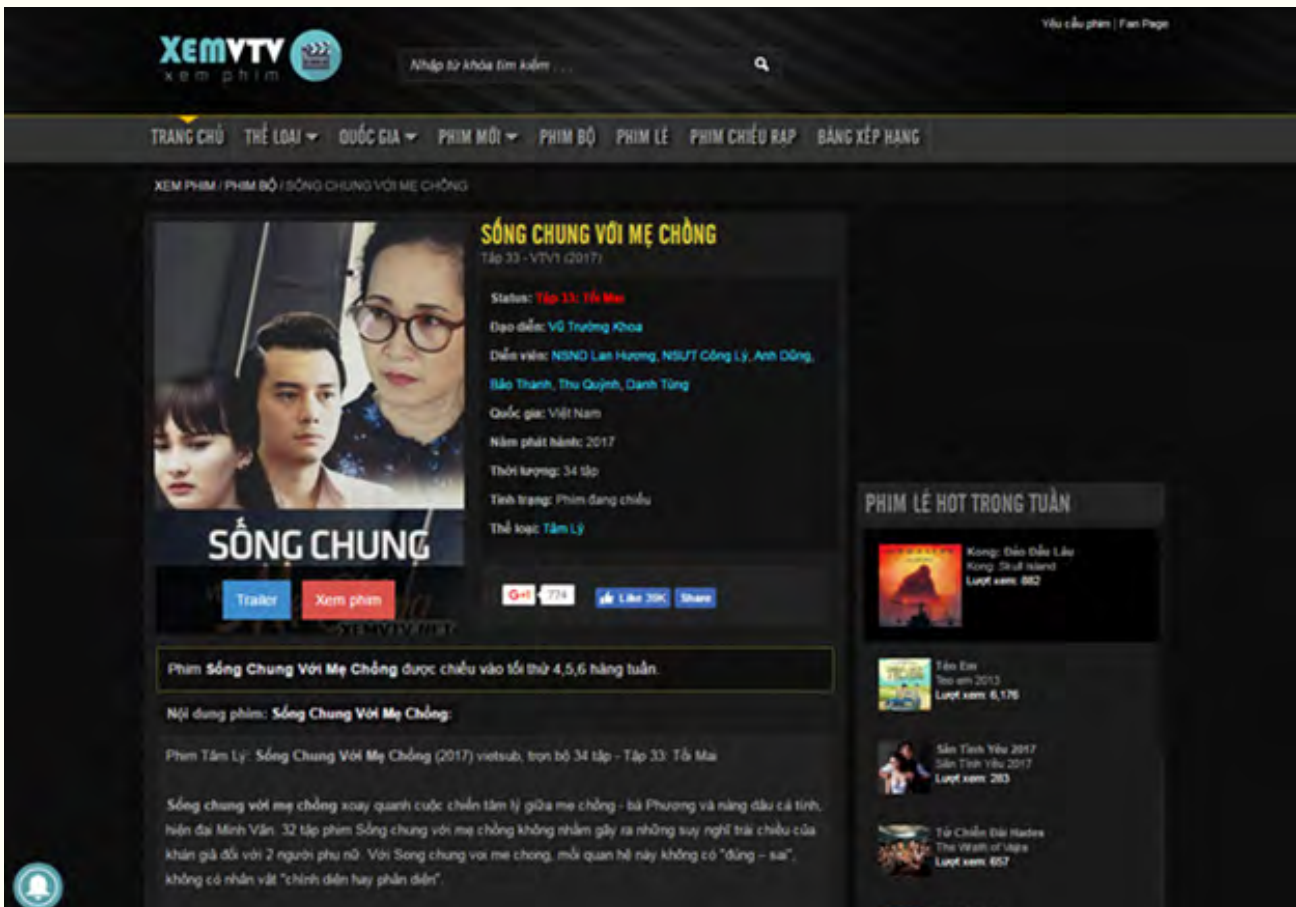 Yêu cầu phim | Fan Page
XEMVTV
xem phim
Nhập từ khóa tìm kiếm . . .
TRANG CHỦ THỂ LOẠI QUỐC GIA PHIM MỚI PHIM BỘ PHIM LẺ PHIM CHIẾU RẠP BẢNG XẾP HẠNG
XEM PHIM / PHIM BỘ / SỐNG CHUNG VỚI MẸ CHỒNG
SỐNG CHUNG VỚI MẸ CHỒNG
Tập 33 - VTV1 (2017)
Status: Tập 33: Tối Mai
Đạo diễn: Vũ Trường Khoa
Diễn viên: NSND Lan Hương, NSƯT Công Lý, Anh Dũng,
Bảo Thanh, Thu Quỳnh, Danh Tùng
Quốc gia: Việt Nam
Năm phát hành: 2017
Thời lượng: 34 tập
Tình trạng: Phim đang chiếu
Thể loại: Tâm Lý
SỐNG CHUNG
Trailer Xem phim
XEMVTV.NET
G+1 774 Like 39K Share
Phim Sống Chung Với Mẹ Chồng được chiếu vào tối thứ 4,5,6 hàng tuần.
Nội dung phim: Sống Chung Với Mẹ Chồng:
Phim Tâm Lý: Sống Chung Với Mẹ Chồng (2017) vietsub, trọn bộ 34 tập - Tập 33: Tối Mai
Sống chung với mẹ chồng xoay quanh cuộc chiến tâm lý giữa mẹ chồng - bà Phương và nàng dâu cá tính,
hiện đại Minh Vân. 32 tập phim Sống chung với mẹ chồng không nhằm gây ra những suy nghĩ trái chiều của
khán giả đối với 2 người phụ nữ. Với Song chung voi me chong, mối quan hệ này không có "đúng – sai",
không có nhân vật "chính diện hay phản diện".
PHIM LẺ HOT TRONG TUẦN
Kong: Đảo Đầu Lâu
Kong: Skull Island
Lượt xem: 882
Tèo Em
Teo em 2013
Lượt xem: 6,176
Săn Tình Yêu 2017
Săn Tình Yêu 2017
Lượt xem: 283
Tử Chiến Đài Hades
The Wrath of Vajra
Lượt xem: 657